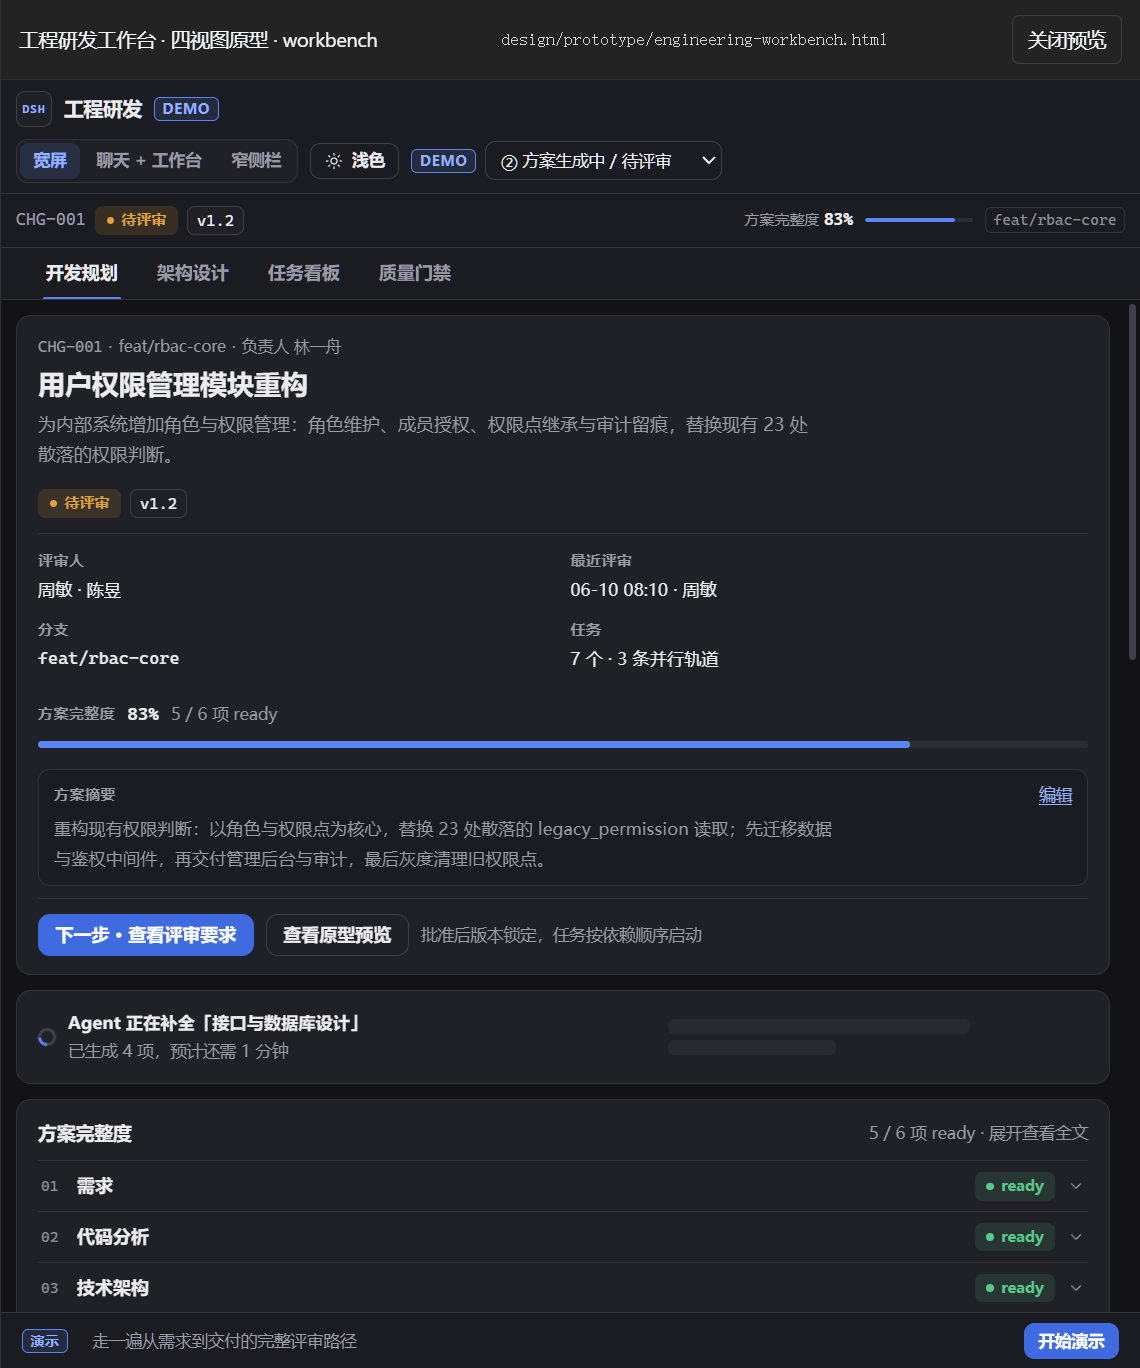 工程研发工作台 · 四视图原型 · workbench
design/prototype/engineering-workbench.html
关闭预览
DSH
工程研发
DEMO
宽屏
聊天 + 工作台
窄侧栏
浅色
DEMO
② 方案生成中 / 待评审
CHG-001
待评审
v1.2
方案完整度 83%
feat/rbac-core
开发规划
架构设计
任务看板
质量门禁
CHG-001 · feat/rbac-core · 负责人 林一舟
用户权限管理模块重构
为内部系统增加角色与权限管理：角色维护、成员授权、权限点继承与审计留痕，替换现有 23 处
散落的权限判断。
待评审
v1.2
评审人
周敏 · 陈昱
最近评审
06-10 08:10 · 周敏
分支
feat/rbac-core
任务
7 个 · 3 条并行轨道
方案完整度 83% 5 / 6 项 ready
方案摘要
编辑
重构现有权限判断：以角色与权限点为核心，替换 23 处散落的 legacy_permission 读取；先迁移数据
与鉴权中间件，再交付管理后台与审计，最后灰度清理旧权限点。
下一步 · 查看评审要求
查看原型预览
批准后版本锁定，任务按依赖顺序启动
Agent 正在补全「接口与数据库设计」
已生成 4 项，预计还需 1 分钟
方案完整度
5 / 6 项 ready · 展开查看全文
01 需求
ready
02 代码分析
ready
03 技术架构
ready
演示
走一遍从需求到交付的完整评审路径
开始演示